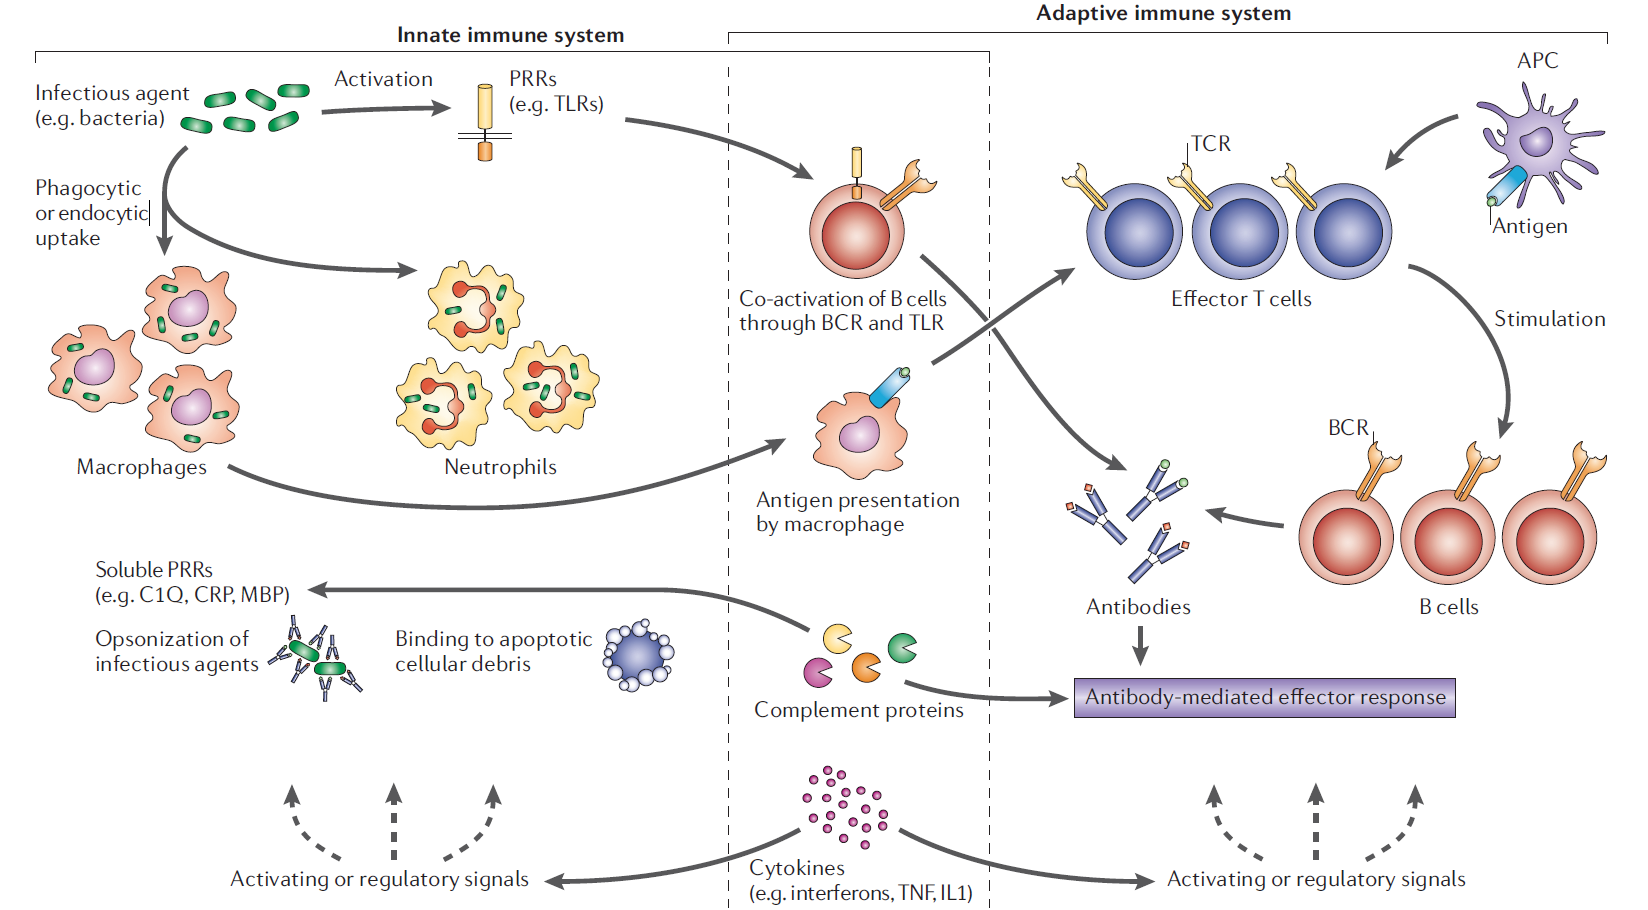 Adaptive immune system
Innate immune system
Infectious agent
(e.g. bacteria)
Activation
PRRs
(e.g. TLRs)
APC
TCR
Antigen
Phagocytic
or endocytic
uptake
Co-activation of B cells
through BCR and TLR
Effector T cells
Stimulation
Macrophages
Neutrophils
BCR
Antigen presentation
by macrophage
Soluble PRRs
(e.g. C1Q, CRP, MBP)
Antibodies
B cells
Opsonization of
infectious agents
Binding to apoptotic
cellular debris
Complement proteins
Antibody-mediated effector response
Activating or regulatory signals
Cytokines
(e.g. interferons, TNF, IL1)
Activating or regulatory signals